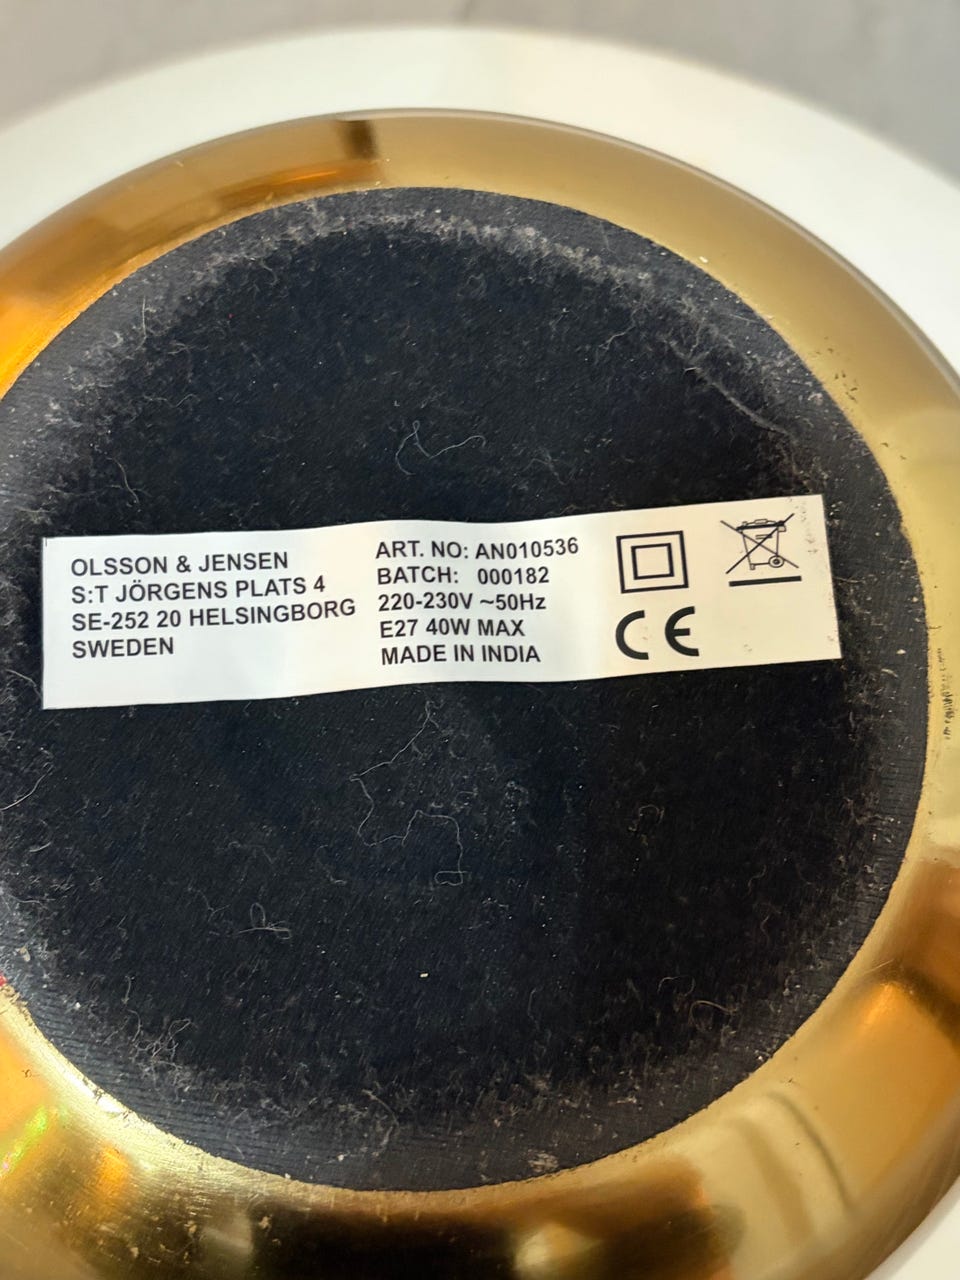 OLSSON & JENSEN
S:T JÖRGENS PLATS 4
SE-252 20 HELSINGBORG
SWEDEN
ART. NO: AN010536
BATCH: 000182
220-230V ~50Hz
E27 40W MAX
MADE IN INDIA
CE